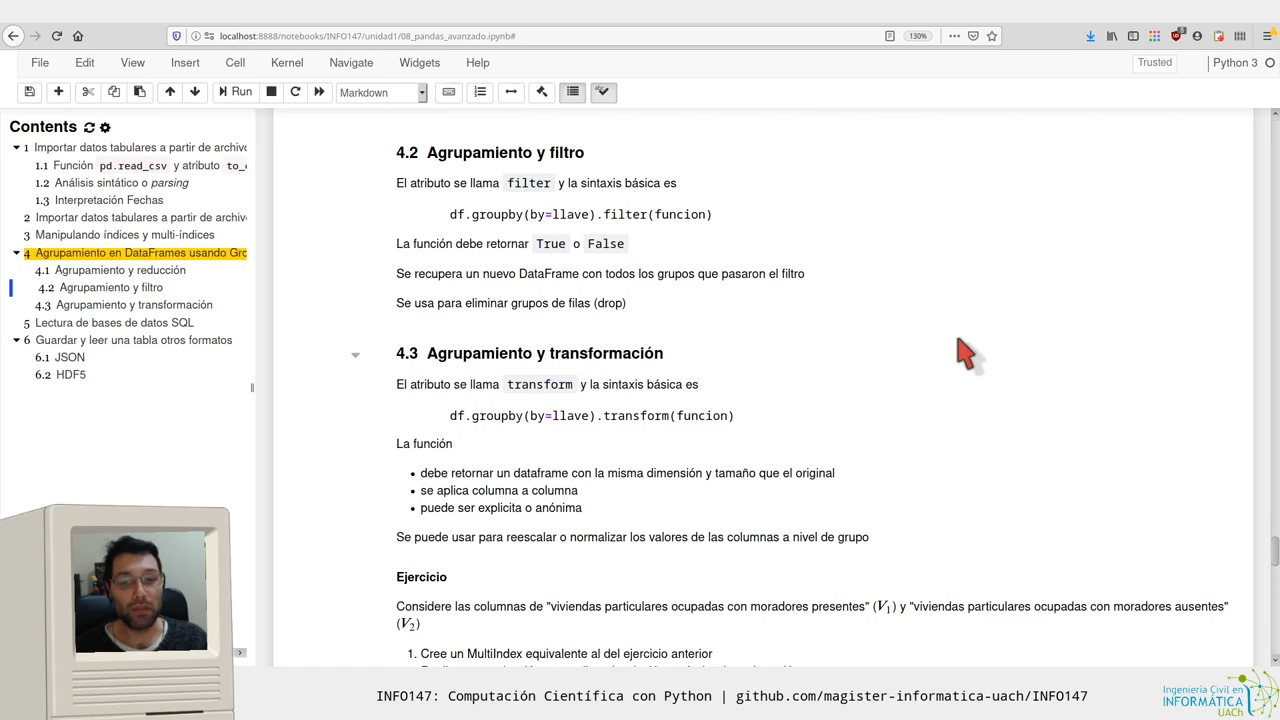 localhost:8888/notebooks/INFO147/unidad1/08_pandas_avanzado.ipynb#
130%
File Edit View Insert Cell Kernel Navigate Widgets Help
Trusted
Python 3
Run
Markdown
Contents
1 Importar datos tabulares a partir de archivo
1.1 Función pd.read_csv y atributo to_c
1.2 Análisis sintático o parsing
1.3 Interpretación Fechas
2 Importar datos tabulares a partir de archivo
3 Manipulando índices y multi-índices
4 Agrupamiento en DataFrames usando Gro
4.1 Agrupamiento y reducción
4.2 Agrupamiento y filtro
4.3 Agrupamiento y transformación
5 Lectura de bases de datos SQL
6 Guardar y leer una tabla otros formatos
6.1 JSON
6.2 HDF5
4.2 Agrupamiento y filtro
El atributo se llama filter y la sintaxis básica es
df.groupby(by=llave).filter(funcion)
La función debe retornar True o False
Se recupera un nuevo DataFrame con todos los grupos que pasaron el filtro
Se usa para eliminar grupos de filas (drop)
4.3 Agrupamiento y transformación
El atributo se llama transform y la sintaxis básica es
df.groupby(by=llave).transform(funcion)
La función
• debe retornar un dataframe con la misma dimensión y tamaño que el original
• se aplica columna a columna
• puede ser explicita o anónima
Se puede usar para reescalar o normalizar los valores de las columnas a nivel de grupo
Ejercicio
Considere las columnas de "viviendas particulares ocupadas con moradores presentes" (V1) y "viviendas particulares ocupadas con moradores ausentes"
(V2)
1. Cree un MultiIndex equivalente al del ejercicio anterior
INFO147: Computación Científica con Python | github.com/magister-informatica-uach/INFO147
Ingeniería Civil en
INFORMÁTICA
UACh